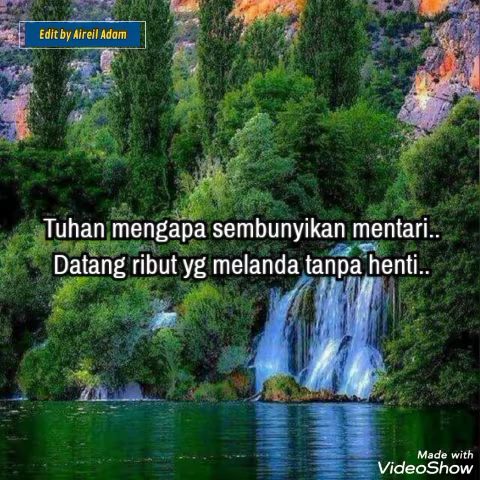 Edit by Aireil Adam
Tuhan mengapa sembunyikan mentari..
Datang ribut yg melanda tanpa henti..
Made with
VideoShow